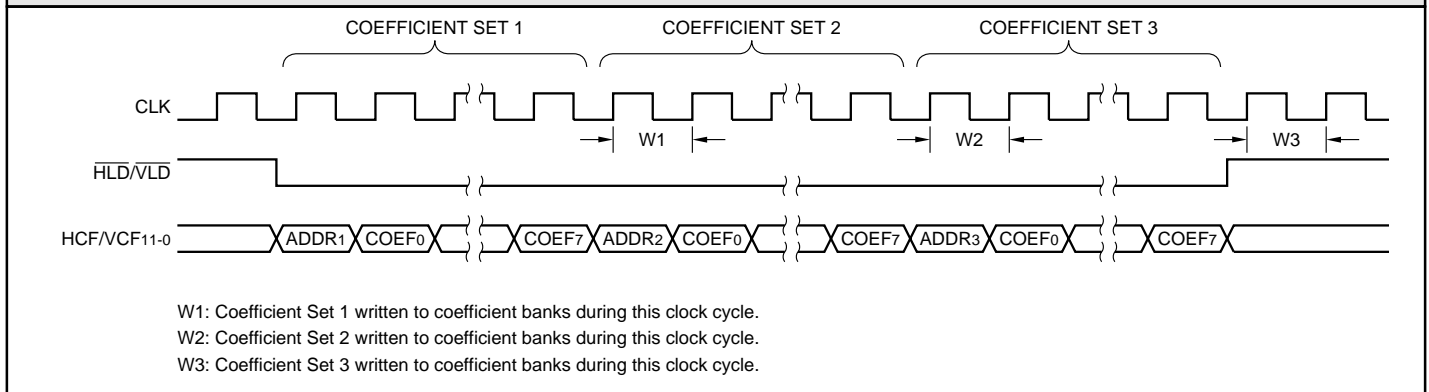 COEFFICIENT SET 1 COEFFICIENT SET 2 COEFFICIENT SET 3
CLK
W1 W2 W3
HLD/VLD
HCF/VCF11-0 ADDR1 COEF0 COEF7 ADDR2 COEF0 COEF7 ADDR3 COEF0 COEF7
W1: Coefficient Set 1 written to coefficient banks during this clock cycle.
W2: Coefficient Set 2 written to coefficient banks during this clock cycle.
W3: Coefficient Set 3 written to coefficient banks during this clock cycle.